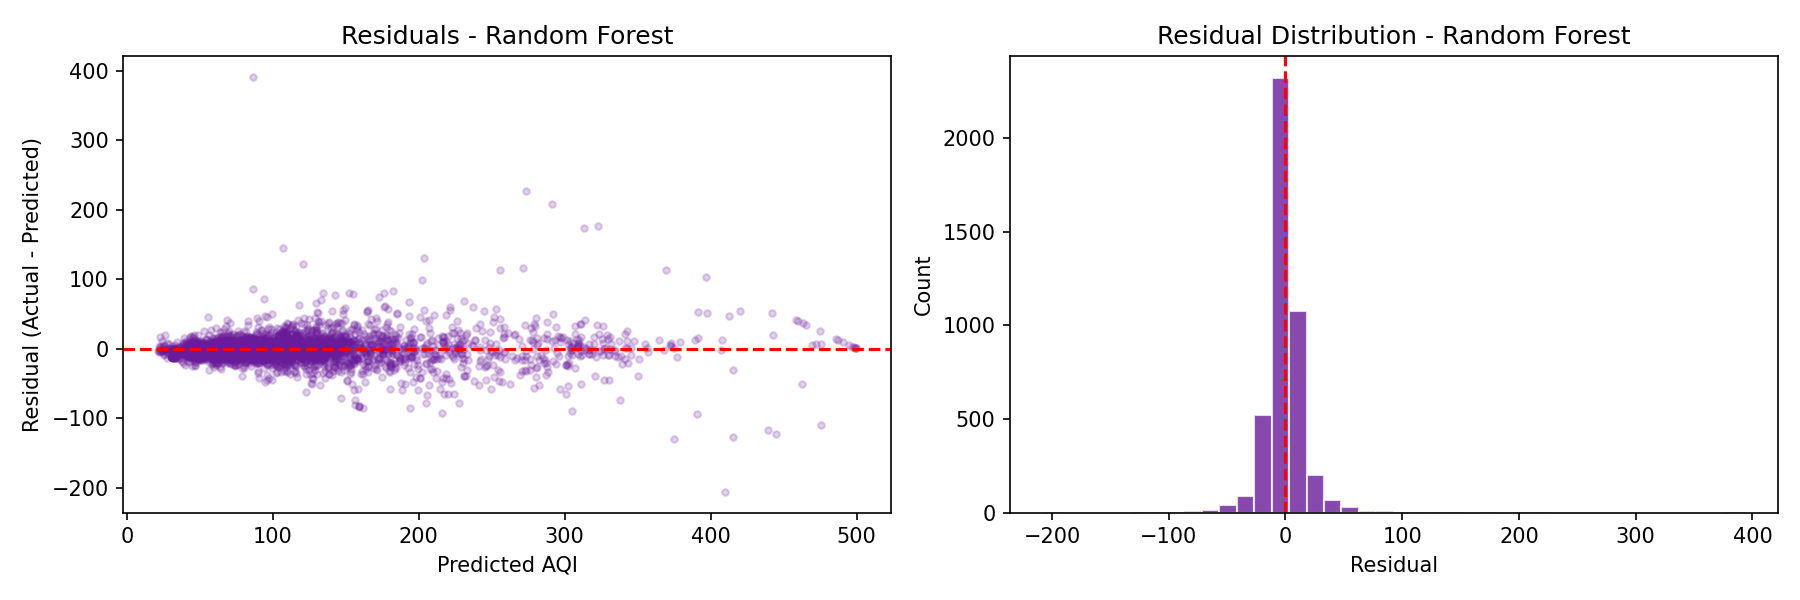 Residuals - Random Forest
400
300
200
100
0
−100
−200
Residual (Actual - Predicted)
0 100 200 300 400 500
Predicted AQI
Residual Distribution - Random Forest
2000
1500
1000
500
0
Count
−200 −100 0 100 200 300 400
Residual